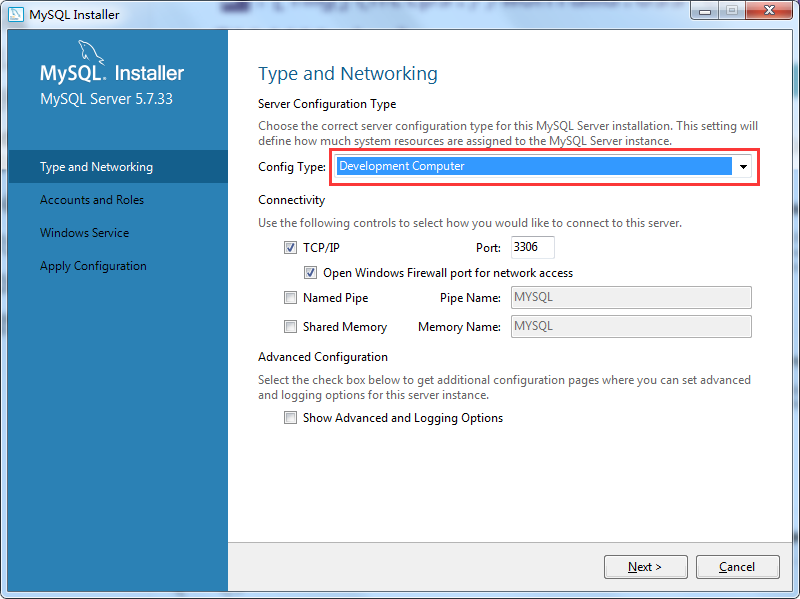 MySQL Installer
MySQL® Installer
MySQL Server 5.7.33
Type and Networking
Accounts and Roles
Windows Service
Apply Configuration
Type and Networking
Server Configuration Type
Choose the correct server configuration type for this MySQL Server installation. This setting will
define how much system resources are assigned to the MySQL Server instance.
Config Type: Development Computer
Connectivity
Use the following controls to select how you would like to connect to this server.
TCP/IP Port: 3306
Open Windows Firewall port for network access
Named Pipe Pipe Name: MYSQL
Shared Memory Memory Name: MYSQL
Advanced Configuration
Select the check box below to get additional configuration pages where you can set advanced
and logging options for this server instance.
Show Advanced and Logging Options
Next > Cancel